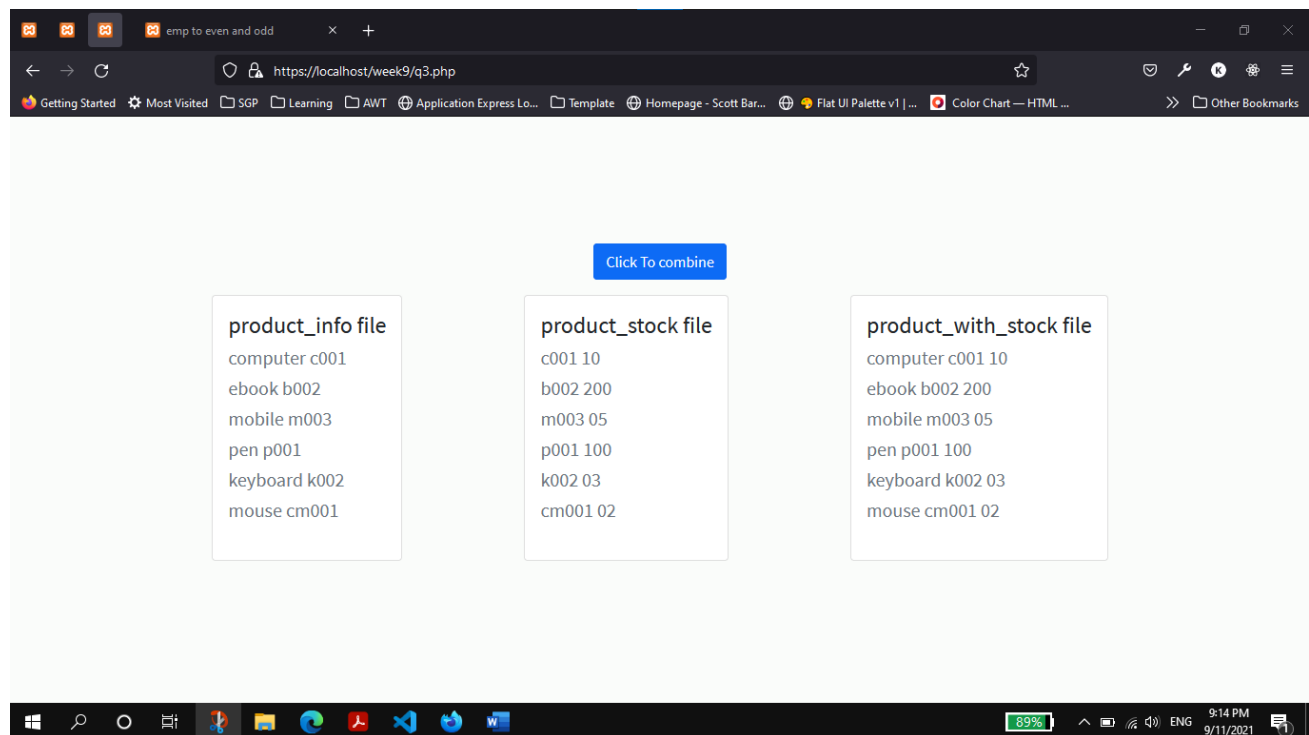 emp to even and odd
https://localhost/week9/q3.php
K
Getting Started Most Visited SGP Learning AWT Application Express Lo... Template Homepage - Scott Bar... Flat UI Palette v1 | ... Color Chart — HTML ... Other Bookmarks
Click To combine
product_info file
computer c001
ebook b002
mobile m003
pen p001
keyboard k002
mouse cm001
product_stock file
c001 10
b002 200
m003 05
p001 100
k002 03
cm001 02
product_with_stock file
computer c001 10
ebook b002 200
mobile m003 05
pen p001 100
keyboard k002 03
mouse cm001 02
89%
ENG
9:14 PM
9/11/2021
1